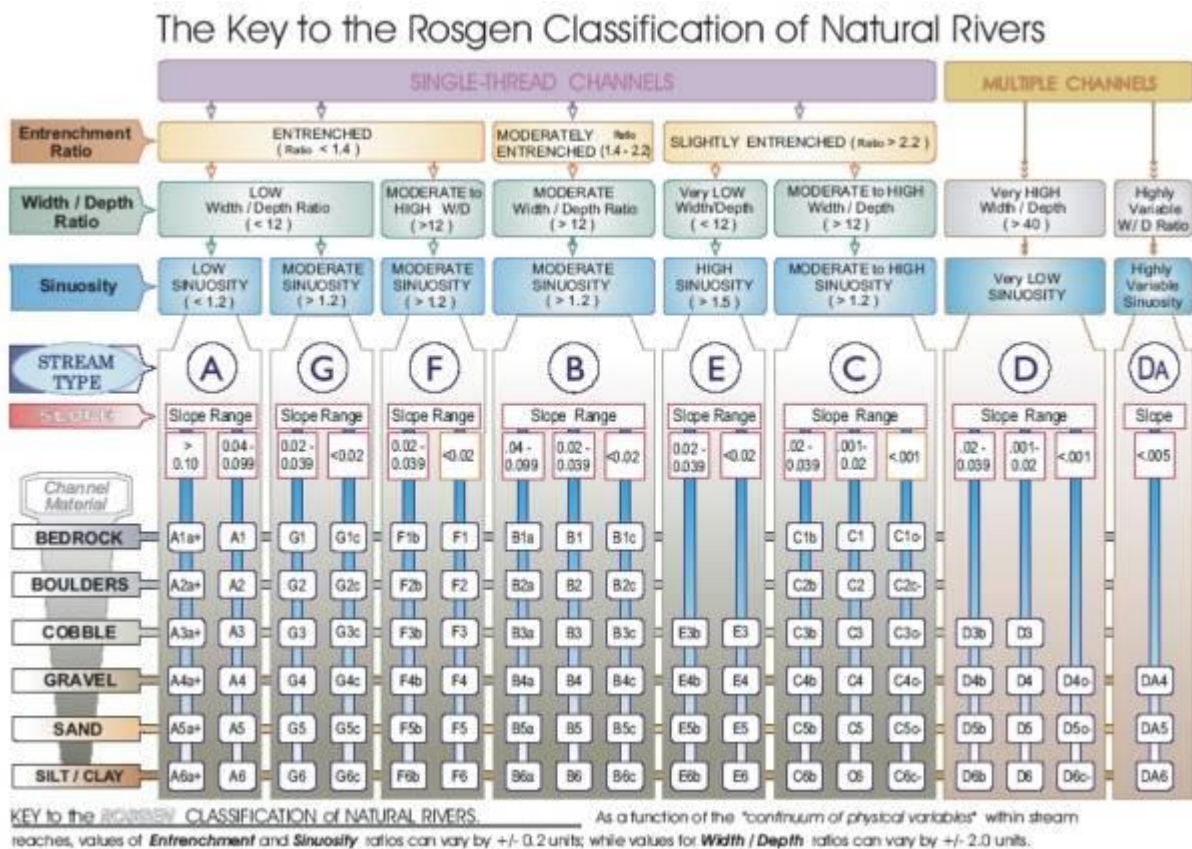 The Key to the Rosgen Classification of Natural Rivers
SINGLE-THREAD CHANNELS MULTIPLE CHANNELS
Entrenchment
Ratio
ENTRENCHED
( Ratio < 1.4 )
MODERATELY Ratio
ENTRENCHED (1.4 - 2.2)
SLIGHTLY ENTRENCHED ( Ratio > 2.2 )
Width / Depth
Ratio
LOW
Width / Depth Ratio
( < 12 )
MODERATE to
HIGH W/D
( >12 )
MODERATE
Width / Depth Ratio
( > 12 )
Very LOW
Width/Depth
( < 12 )
MODERATE to HIGH
Width / Depth
( > 12 )
Very HIGH
Width / Depth
( > 40 )
Highly
Variable
W / D Ratio
Sinuosity
LOW
SINUOSITY
( < 1.2 )
MODERATE
SINUOSITY
( > 1.2 )
MODERATE
SINUOSITY
( > 1.2 )
MODERATE
SINUOSITY
( > 1.2 )
HIGH
SINUOSITY
( > 1.5 )
MODERATE to HIGH
SINUOSITY
( > 1.2 )
Very LOW
SINUOSITY
Highly
Variable
Sinuosity
STREAM
TYPE
A G F B E C D DA
SLOPE
Slope Range Slope Range Slope Range Slope Range Slope Range Slope Range Slope Range Slope
> 0.10
0.04 - 0.099
0.02 - 0.039
<0.02
0.02 - 0.039
<0.02
.04 - 0.099
0.02 - 0.039
<0.02
0.02 - 0.039
<0.02
.02 - 0.039
.001- 0.02
<.001
.02 - 0.039
.001- 0.02
<.001
<.005
Channel
Material
BEDROCK A1a+ A1 G1 G1c F1b F1 B1a B1 B1c C1b C1 C1c-
BOULDERS A2a+ A2 G2 G2c F2b F2 B2a B2 B2c C2b C2 C2c-
COBBLE A3a+ A3 G3 G3c F3b F3 B3a B3 B3c E3b E3 C3b C3 C3c- D3b D3
GRAVEL A4a+ A4 G4 G4c F4b F4 B4a B4 B4c E4b E4 C4b C4 C4c- D4b D4 D4c- DA4
SAND A5a+ A5 G5 G5c F5b F5 B5a B5 B5c E5b E5 C5b C5 C5c- D5b D5 D5c- DA5
SILT / CLAY A6a+ A6 G6 G6c F6b F6 B6a B6 B6c E6b E6 C6b C6 C6c- D6b D6 D6c- DA6
KEY to the ROSGEN CLASSIFICATION of NATURAL RIVERS. As a function of the "continuum of physical variables" within stream
reaches, values of Entrenchment and Sinuosity ratios can vary by +/- 0.2 units; while values for Width / Depth ratios can vary by +/- 2.0 units.